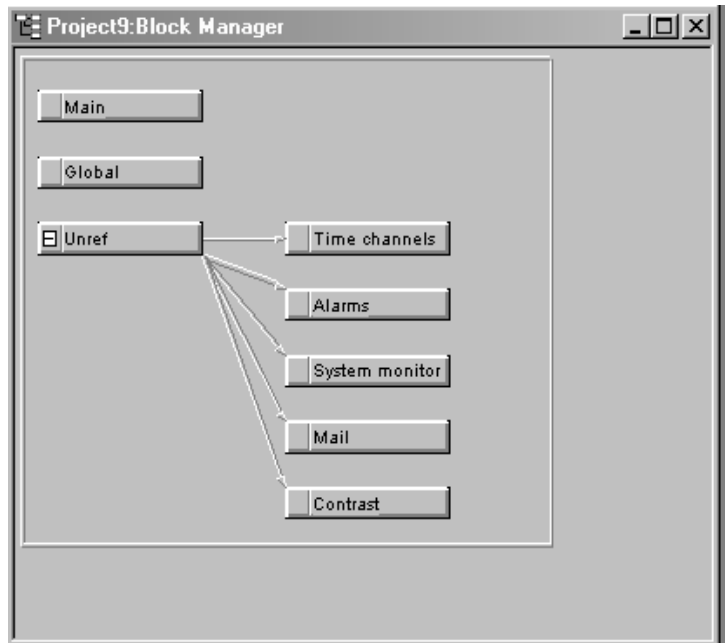 Project9:Block Manager
Main
Global
Unref
Time channels
Alarms
System monitor
Mail
Contrast